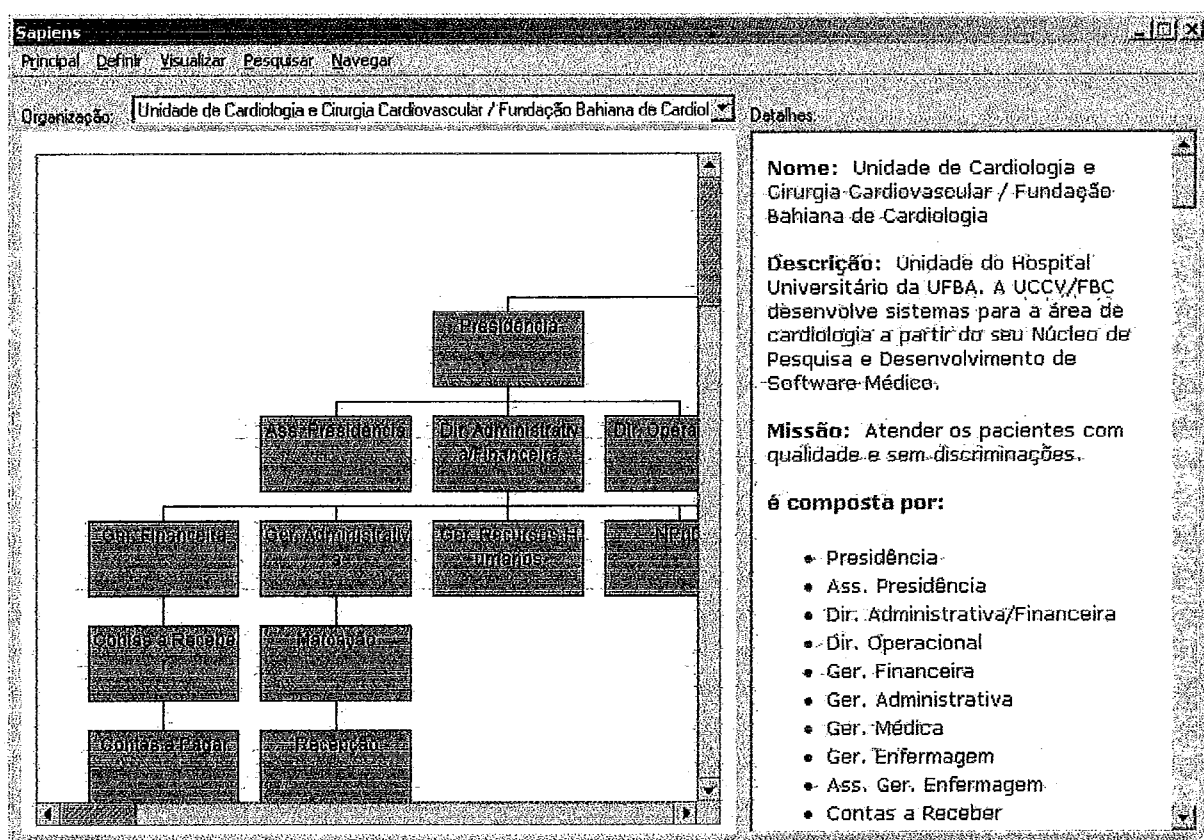 Sapiens
Principal Definir Visualizar Pesquisar Navegar
Organização: Unidade de Cardiologia e Cirurgia Cardiovascular / Fundação Bahiana de Cardiol
Presidência
Ass. Presidência
Dir. Administrativ
a/Financeira
Dir. Opera
Ger. Financeira
Ger. Administrativ
a
Ger. Recursos H
umanos
NPnD
Contas a Recebe
Marcação
Contas a Pagar
Recepção
Detalhes:
Nome: Unidade de Cardiologia e
Cirurgia Cardiovascular / Fundação
Bahiana de Cardiologia
Descrição: Unidade do Hospital
Universitário da UFBA. A UCCV/FBC
desenvolve sistemas para a área de
cardiologia a partir do seu Núcleo de
Pesquisa e Desenvolvimento de
Software Médico.
Missão: Atender os pacientes com
qualidade e sem discriminações.
é composta por:
• Presidência
• Ass. Presidência
• Dir. Administrativa/Financeira
• Dir. Operacional
• Ger. Financeira
• Ger. Administrativa
• Ger. Médica
• Ger. Enfermagem
• Ass. Ger. Enfermagem
• Contas a Receber